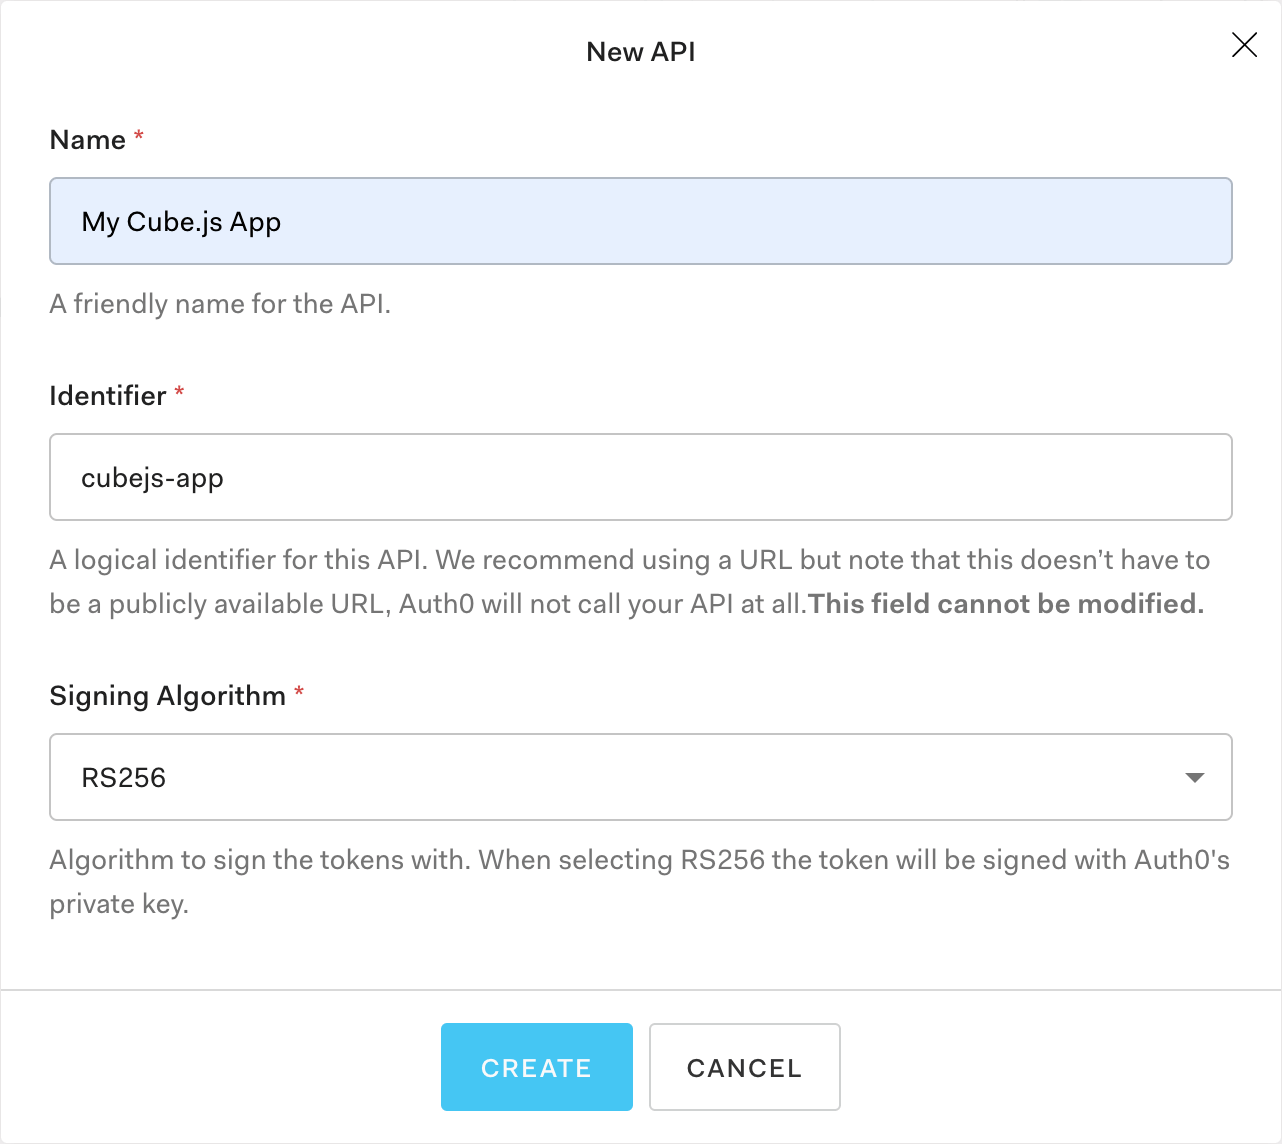 New API
Name *
My Cube.js App
A friendly name for the API.
Identifier *
cubejs-app
A logical identifier for this API. We recommend using a URL but note that this doesn’t have to
be a publicly available URL, Auth0 will not call your API at all.This field cannot be modified.
Signing Algorithm *
RS256
Algorithm to sign the tokens with. When selecting RS256 the token will be signed with Auth0's
private key.
CREATE
CANCEL